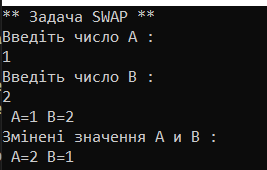 ** Задача SWAP **
Введіть число A :
1
Введіть число B :
2
A=1 B=2
Змінені значення A и B :
A=2 B=1